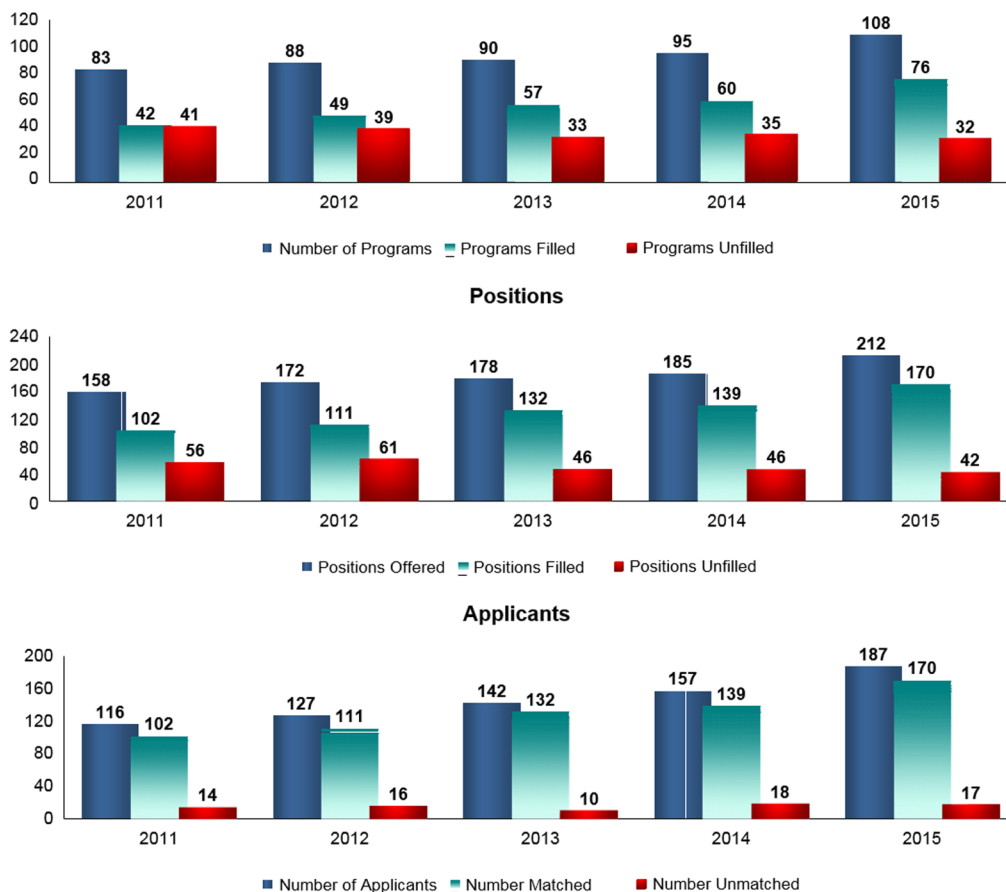 120
100
80
60
40
20
0
83 42 41 88 49 39 90 57 33 95 60 35 108 76 32
2011 2012 2013 2014 2015
Number of Programs Programs Filled Programs Unfilled
Positions
240
200
160
120
80
40
0
158 102 56 172 111 61 178 132 46 185 139 46 212 170 42
2011 2012 2013 2014 2015
Positions Offered Positions Filled Positions Unfilled
Applicants
200
160
120
80
40
0
116 102 14 127 111 16 142 132 10 157 139 18 187 170 17
2011 2012 2013 2014 2015
Number of Applicants Number Matched Number Unmatched